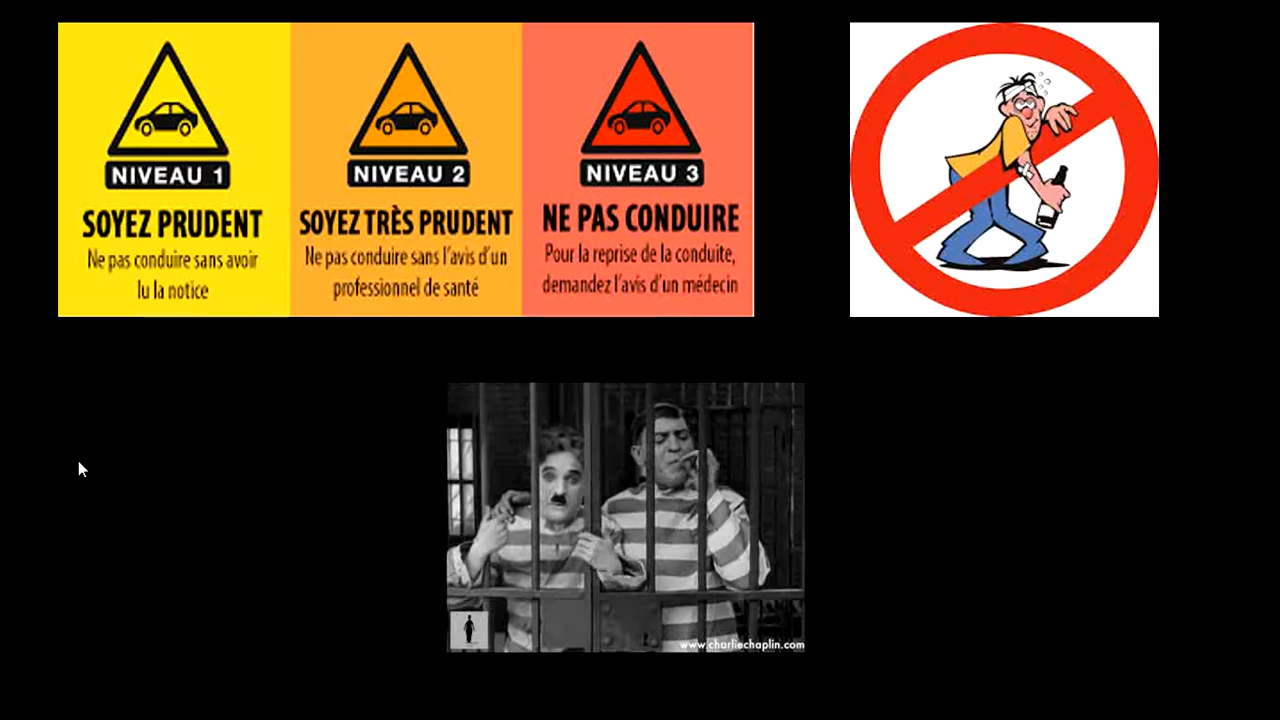 NIVEAU 1
SOYEZ PRUDENT
Ne pas conduire sans avoir
lu la notice
NIVEAU 2
SOYEZ TRÈS PRUDENT
Ne pas conduire sans l'avis d'un
professionnel de santé
NIVEAU 3
NE PAS CONDUIRE
Pour la reprise de la conduite,
demandez l'avis d'un médecin
www.charliechaplin.com